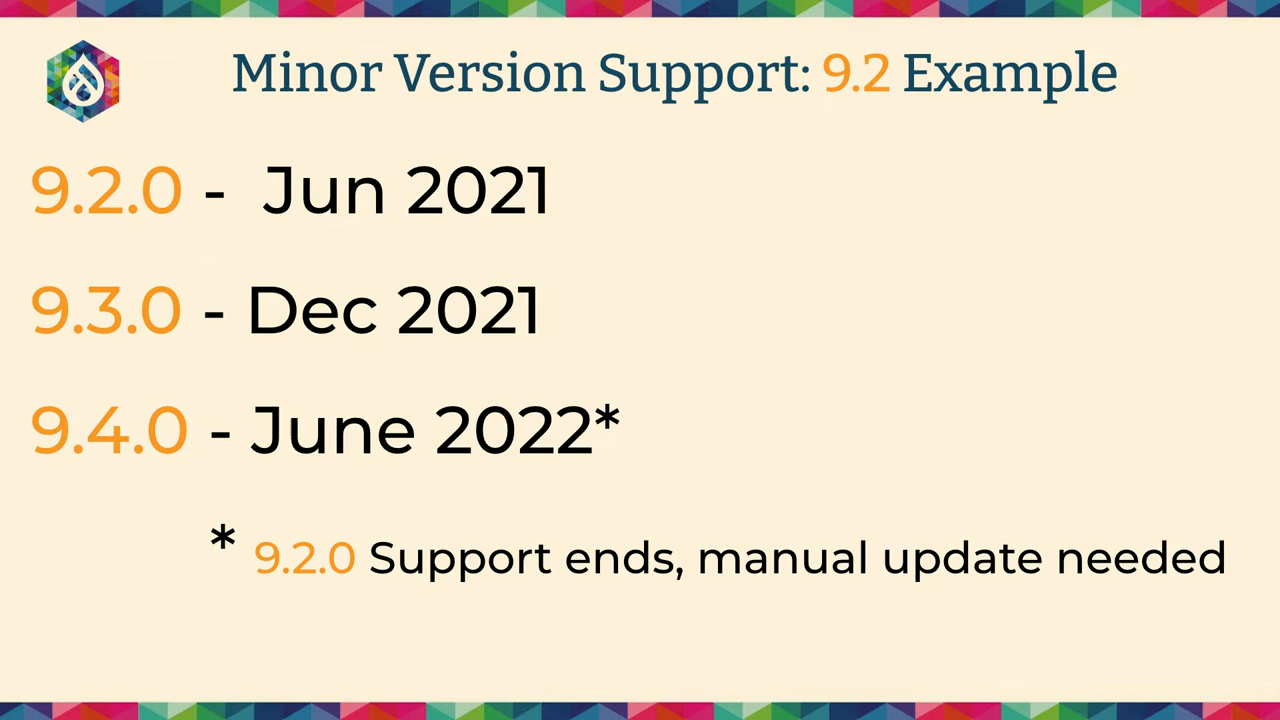 Minor Version Support: 9.2 Example
9.2.0 - Jun 2021
9.3.0 - Dec 2021
9.4.0 - June 2022*
* 9.2.0 Support ends, manual update needed